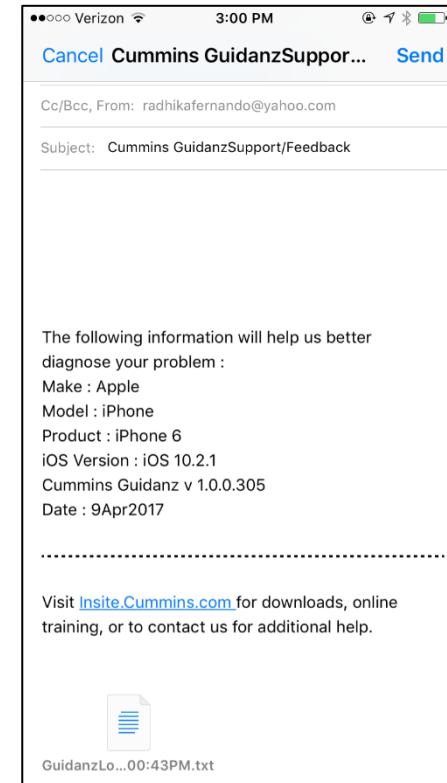 Verizon 3:00 PM
Cancel Cummins GuidanzSuppor... Send
Cc/Bcc, From: radhikafernando@yahoo.com
Subject: Cummins GuidanzSupport/Feedback
The following information will help us better
diagnose your problem :
Make : Apple
Model : iPhone
Product : iPhone 6
iOS Version : iOS 10.2.1
Cummins Guidanz v 1.0.0.305
Date : 9Apr2017
Visit Insite.Cummins.com for downloads, online
training, or to contact us for additional help.
GuidanzLo...00:43PM.txt